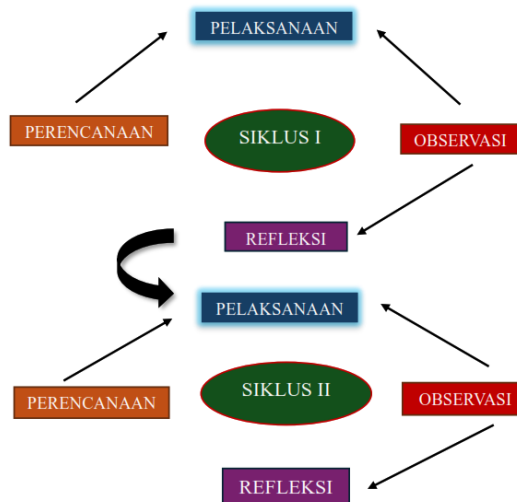 PELAKSANAAN
PERENCANAAN
SIKLUS I
OBSERVASI
REFLEKSI
PELAKSANAAN
PERENCANAAN
SIKLUS II
OBSERVASI
REFLEKSI